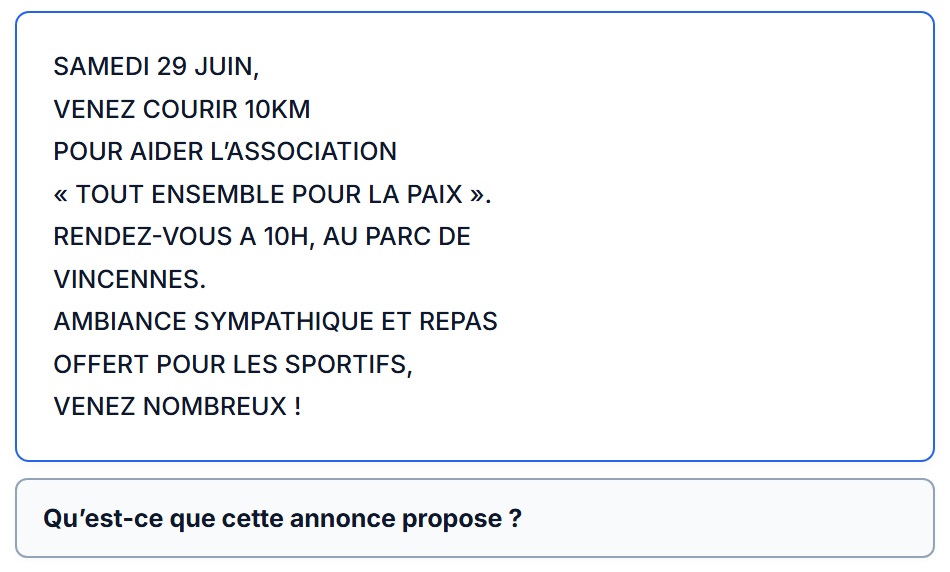 SAMEDI 29 JUIN,
VENEZ COURIR 10KM
POUR AIDER L’ASSOCIATION
« TOUT ENSEMBLE POUR LA PAIX ».
RENDEZ-VOUS A 10H, AU PARC DE
VINCENNES.
AMBIANCE SYMPATHIQUE ET REPAS
OFFERT POUR LES SPORTIFS,
VENEZ NOMBREUX !
Qu’est-ce que cette annonce propose ?